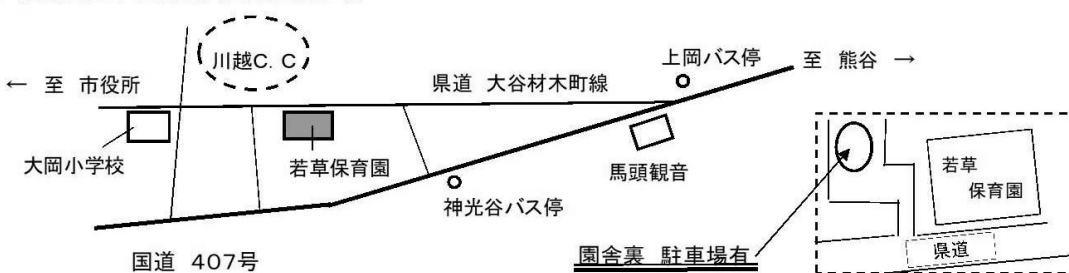 川越C. C
上岡バス停
至 熊谷 →
← 至 市役所
県道 大谷材木町線
大岡小学校
若草保育園
馬頭観音
神光谷バス停
国道 407号
園舎裏 駐車場有
若草
保育園
県道